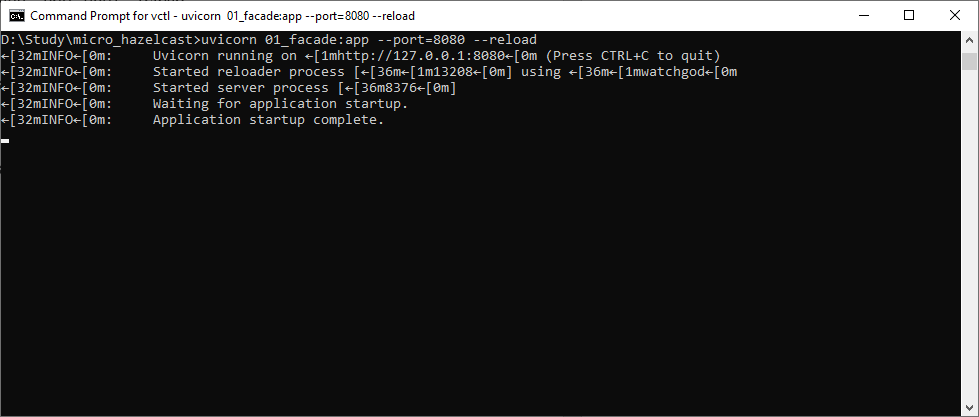 Command Prompt for vctl - uvicorn  01_facade:app --port=8080 --reload
D:\Study\micro_hazelcast>uvicorn 01_facade:app --port=8080 --reload
←[32mINFO←[0m:     Uvicorn running on ←[1mhttp://127.0.0.1:8080←[0m (Press CTRL+C to quit)
←[32mINFO←[0m:     Started reloader process [←[36m←[1m13208←[0m] using ←[36m←[1mwatchgod←[0m
←[32mINFO←[0m:     Started server process [←[36m8376←[0m]
←[32mINFO←[0m:     Waiting for application startup.
←[32mINFO←[0m:     Application startup complete.